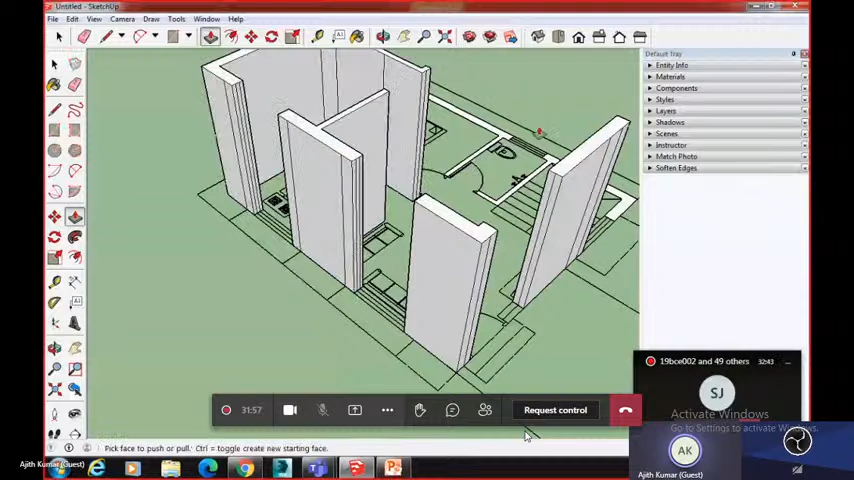 Untitled - SketchUp
File Edit View Camera Draw Tools Window Help
Default Tray
Entity Info
Materials
Components
Styles
Layers
Shadows
Scenes
Instructor
Match Photo
Soften Edges
19bce002 and 49 others 32:43
SJ
Activate Windows
Go to Settings to activate Windows.
31:57
Request control
AK
Pick face to push or pull. Ctrl = toggle create new starting face.
Ajith Kumar (Guest)
Ajith Kumar (Guest)